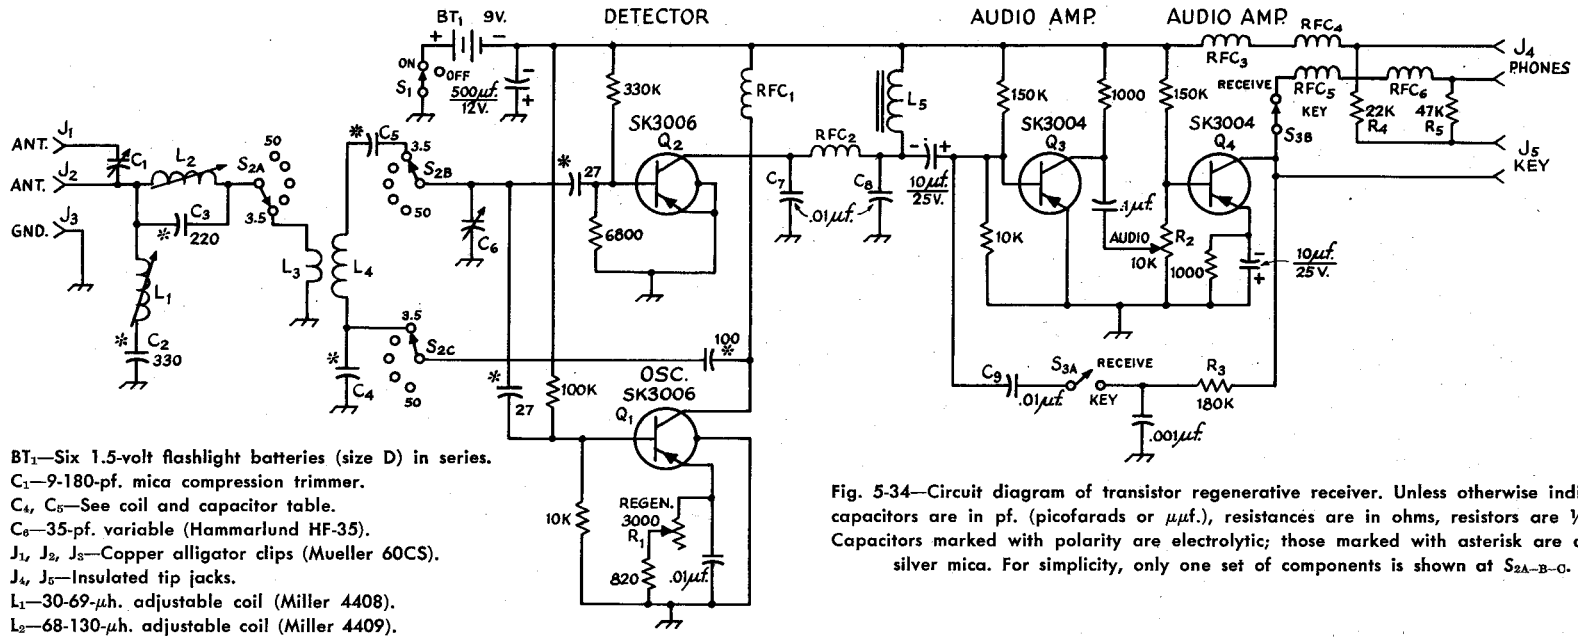 BT₁ 9V. DETECTOR AUDIO AMP. AUDIO AMP.
+ −
ON OFF
S₁
500µf. 12V.
− +
330K
RFC₁
L₅
150K
1000
150K
RFC₃
RFC₄
J₄
PHONES
RECEIVE
RFC₅
KEY
RFC₆
22K
R₄
47K
R₅
S₃B
J₅
KEY
J₁
ANT.
J₂
ANT.
J₃
GND.
C₁
L₂
S₂A
50
3.5
C₃
* 220
L₁
* C₂
330
L₃
L₄
* C₅
3.5
S₂B
50
C₆
* 27
SK3006
Q₂
6800
RFC₂
C₇
C₈
.01µf.
− +
10µf. 25V.
SK3004
Q₃
10K
.1µf.
AUDIO
10K
R₂
SK3004
Q₄
1000
− +
10µf. 25V.
* C₄
3.5
S₂C
50
100
*
* 27
100K
OSC.
SK3006
Q₁
10K
REGEN.
3000
R₁
820
.01µf.
C₉
.01µf.
S₃A RECEIVE
KEY
R₃
180K
.001µf.
BT₁—Six 1.5-volt flashlight batteries (size D) in series.
C₁—9-180-pf. mica compression trimmer.
C₄, C₅—See coil and capacitor table.
C₆—35-pf. variable (Hammarlund HF-35).
J₁, J₂, J₃—Copper alligator clips (Mueller 60CS).
J₄, J₅—Insulated tip jacks.
L₁—30-69-µh. adjustable coil (Miller 4408).
L₂—68-130-µh. adjustable coil (Miller 4409).
Fig. 5-34—Circuit diagram of transistor regenerative receiver. Unless otherwise indi
capacitors are in pf. (picofarads or µµf.), resistances are in ohms, resistors are
Capacitors marked with polarity are electrolytic; those marked with asterisk are
silver mica. For simplicity, only one set of components is shown at S₂A–B–C.